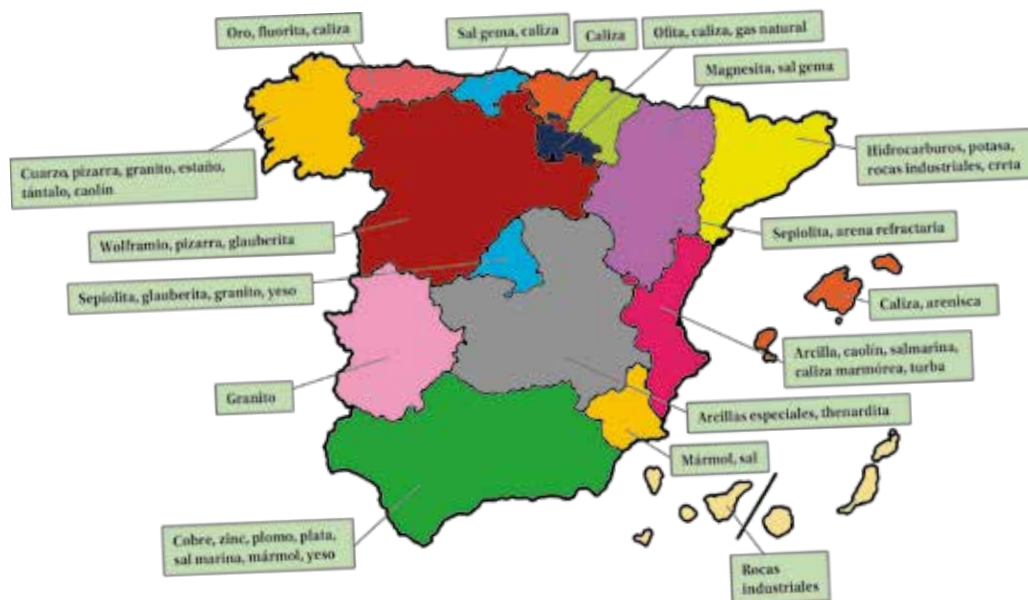 Oro, fluorita, caliza
Sal gema, caliza
Caliza
Ofita, caliza, gas natural
Magnesita, sal gema
Cuarzo, pizarra, granito, estaño,
tántalo, caolín
Hidrocarburos, potasa,
rocas industriales, creta
Wolframio, pizarra, glauberita
Sepiolita, arena refractaria
Sepiolita, glauberita, granito, yeso
Caliza, arenisca
Arcilla, caolín, salmarina,
caliza marmórea, turba
Granito
Arcillas especiales, thenardita
Mármol, sal
Cobre, zinc, plomo, plata,
sal marina, mármol, yeso
Rocas
industriales